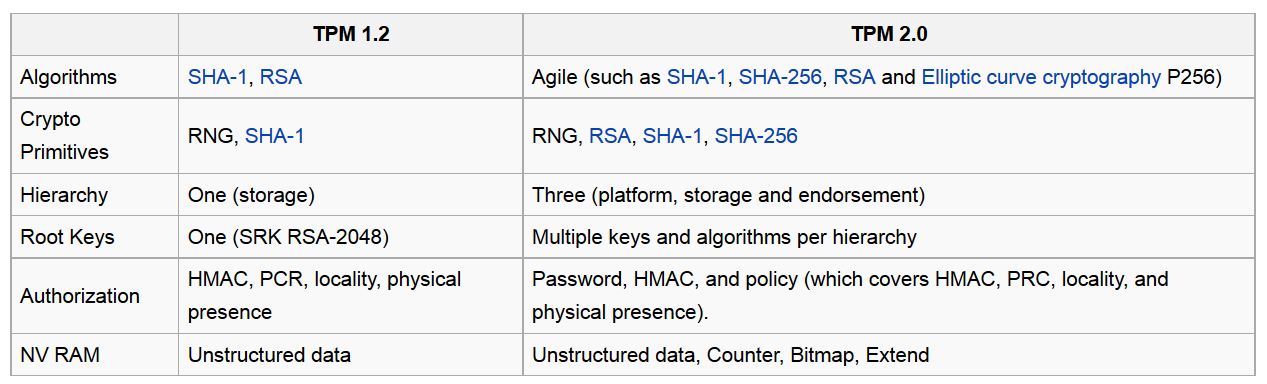 TPM 1.2 TPM 2.0
Algorithms SHA-1, RSA Agile (such as SHA-1, SHA-256, RSA and Elliptic curve cryptography P256)
Crypto
Primitives RNG, SHA-1 RNG, RSA, SHA-1, SHA-256
Hierarchy One (storage) Three (platform, storage and endorsement)
Root Keys One (SRK RSA-2048) Multiple keys and algorithms per hierarchy
Authorization HMAC, PCR, locality, physical
presence Password, HMAC, and policy (which covers HMAC, PRC, locality, and
physical presence).
NV RAM Unstructured data Unstructured data, Counter, Bitmap, Extend